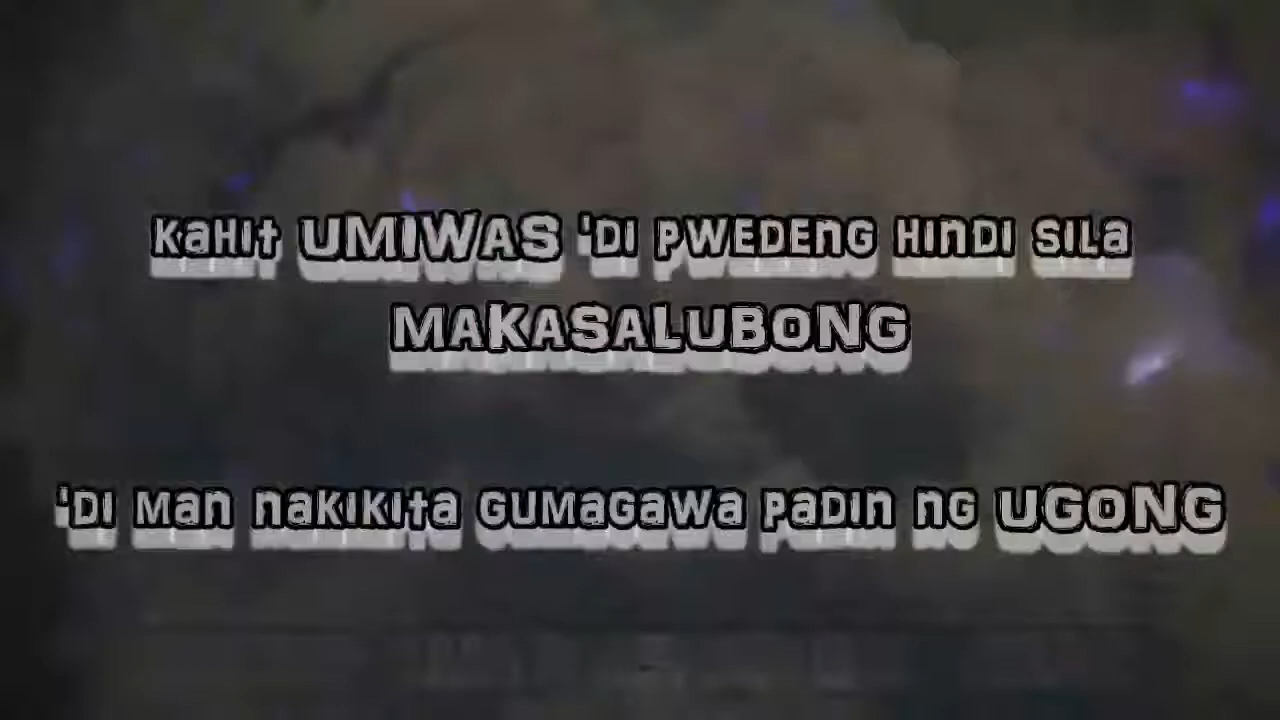 Kahit UMIWAS 'di pwedeng hindi sila
MAKASALUBONG
'di man nakikita gumagawa padin ng UGONG